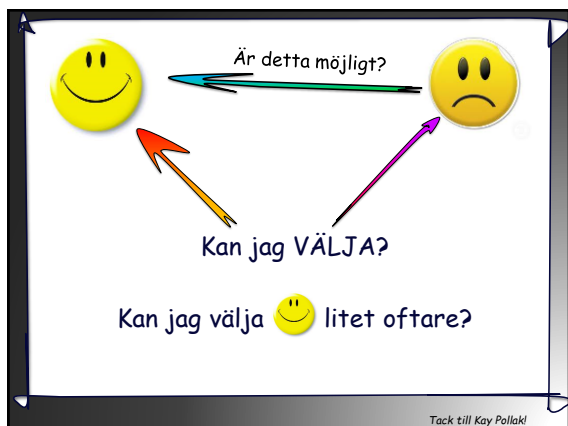 Är detta möjligt?
Kan jag VÄLJA?
Kan jag välja litet oftare?
Tack till Kay Pollak!